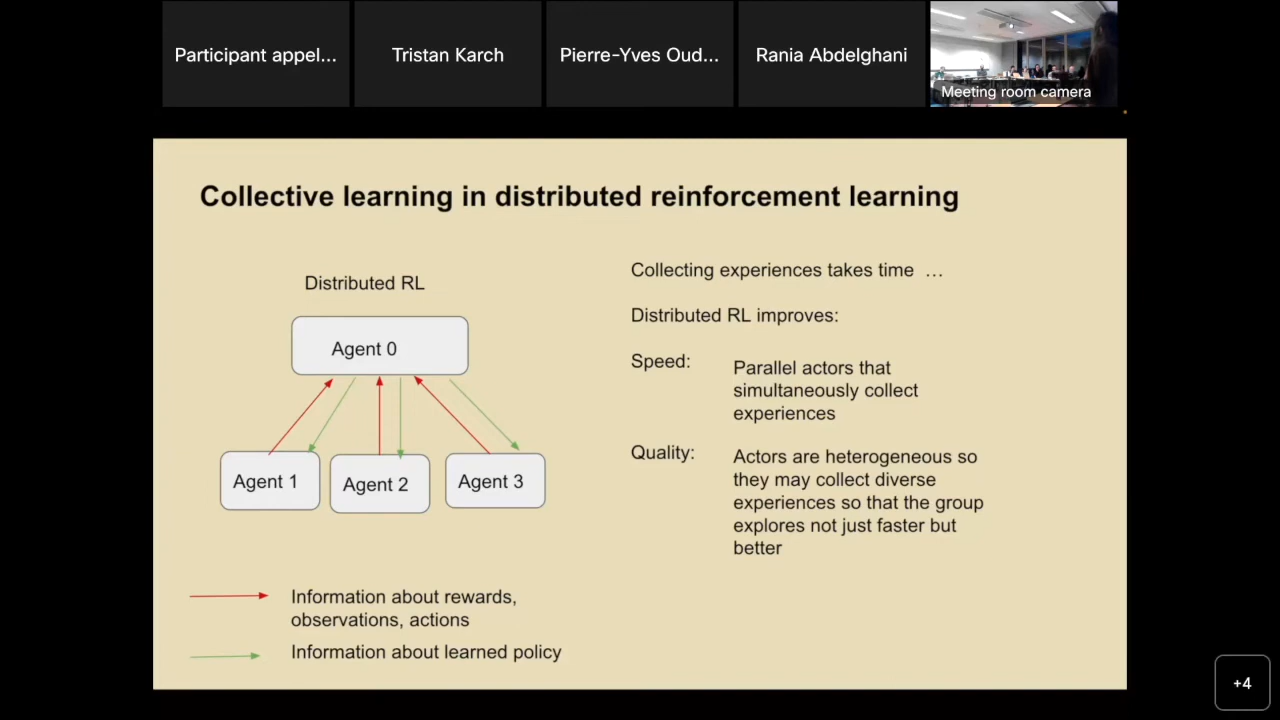 Participant appel...
Tristan Karch
Pierre-Yves Oud...
Rania Abdelghani
Meeting room camera
Collective learning in distributed reinforcement learning
Distributed RL
Agent 0
Agent 1
Agent 2
Agent 3
Information about rewards,
observations, actions
Information about learned policy
Collecting experiences takes time …
Distributed RL improves:
Speed:
Parallel actors that
simultaneously collect
experiences
Quality:
Actors are heterogeneous so
they may collect diverse
experiences so that the group
explores not just faster but
better
+4